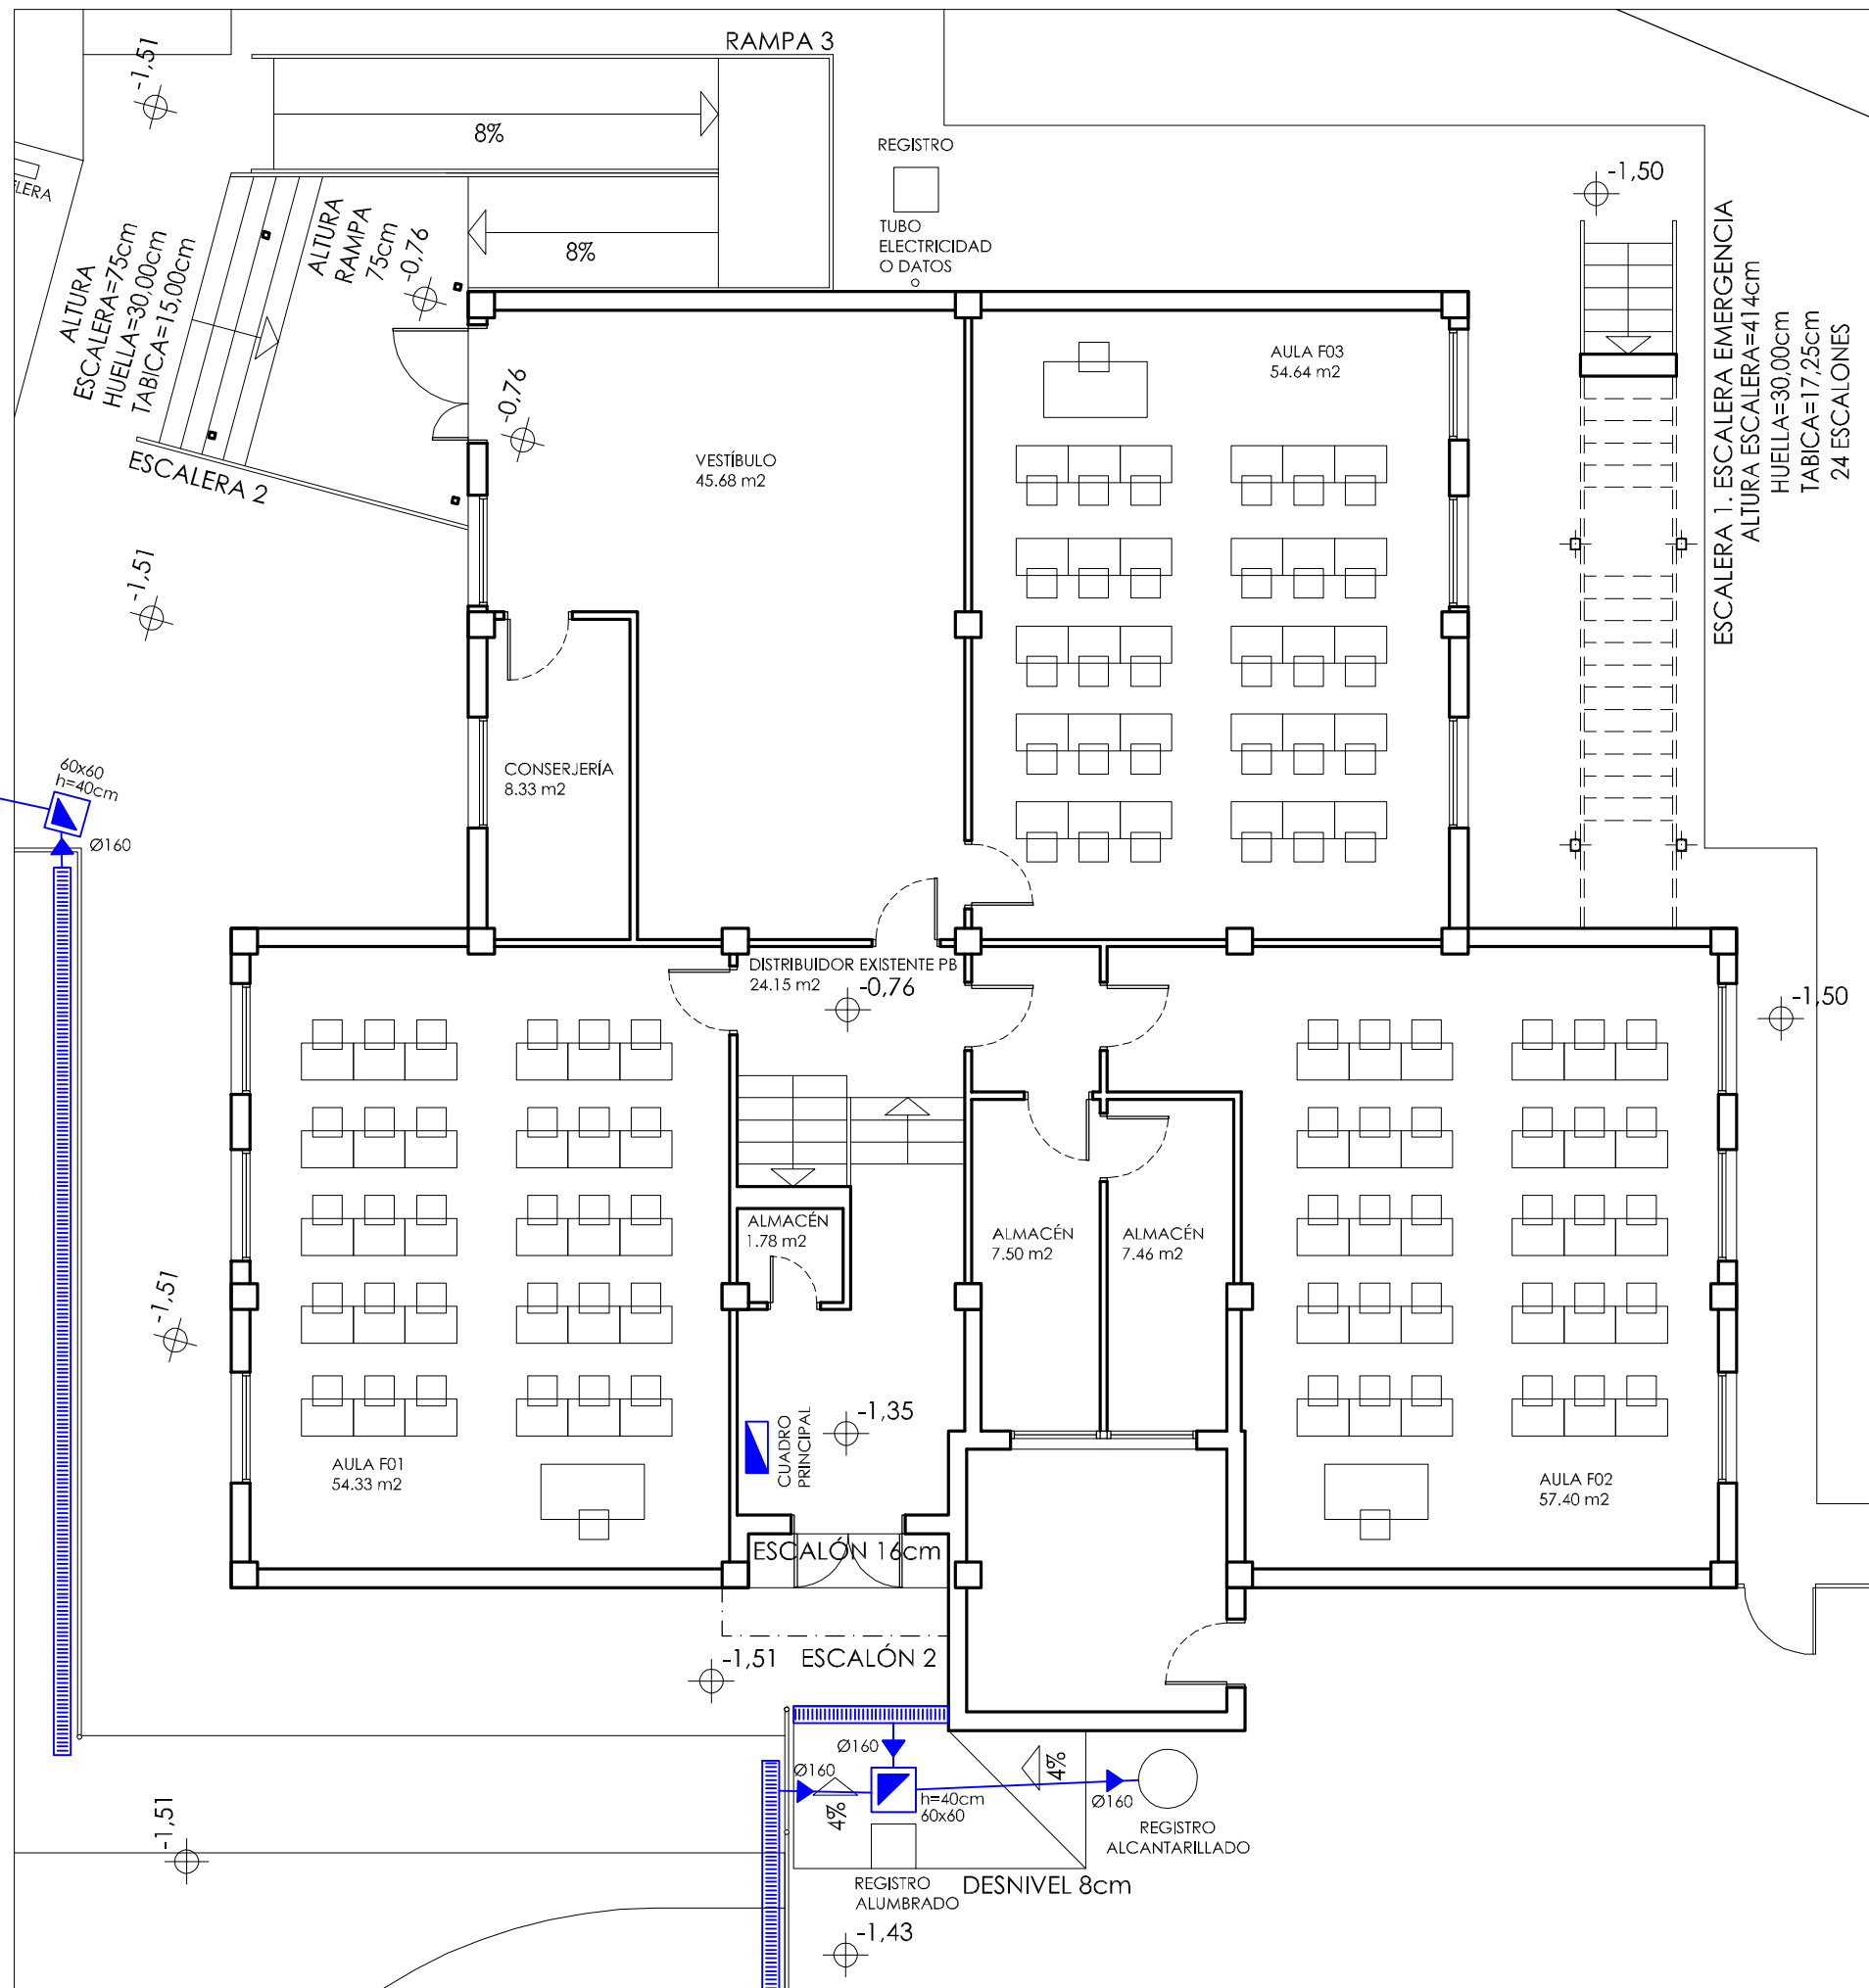 RAMPA 3
-1,51
8%
REGISTRO
-1,50
TUBO
ELECTRICIDAD
O DATOS
8%
ALTURA
RAMPA
75cm
-0,76
ALTURA
ESCALERA=75cm
HUELLA=30,00cm
TABICA=15,00cm
ESCALERA 2
-0,76
AULA F03
54.64 m2
VESTÍBULO
45.68 m2
ESCALERA 1. ESCALERA EMERGENCIA
ALTURA ESCALERA=414cm
HUELLA=30,00cm
TABICA=17,25cm
24 ESCALONES
-1,51
60x60
h=40cm
Ø160
CONSERJERÍA
8.33 m2
DISTRIBUIDOR EXISTENTE PB
24.15 m2
-0,76
-1,50
ALMACÉN
1.78 m2
ALMACÉN
7.50 m2
ALMACÉN
7.46 m2
-1,51
CUADRO
PRINCIPAL
-1,35
AULA F01
54.33 m2
AULA F02
57.40 m2
ESCALÓN 16cm
-1,51
ESCALÓN 2
Ø160
Ø160
4%
4%
h=40cm
60x60
Ø160
REGISTRO
ALCANTARILLADO
-1,51
REGISTRO
ALUMBRADO
DESNIVEL 8cm
-1,43